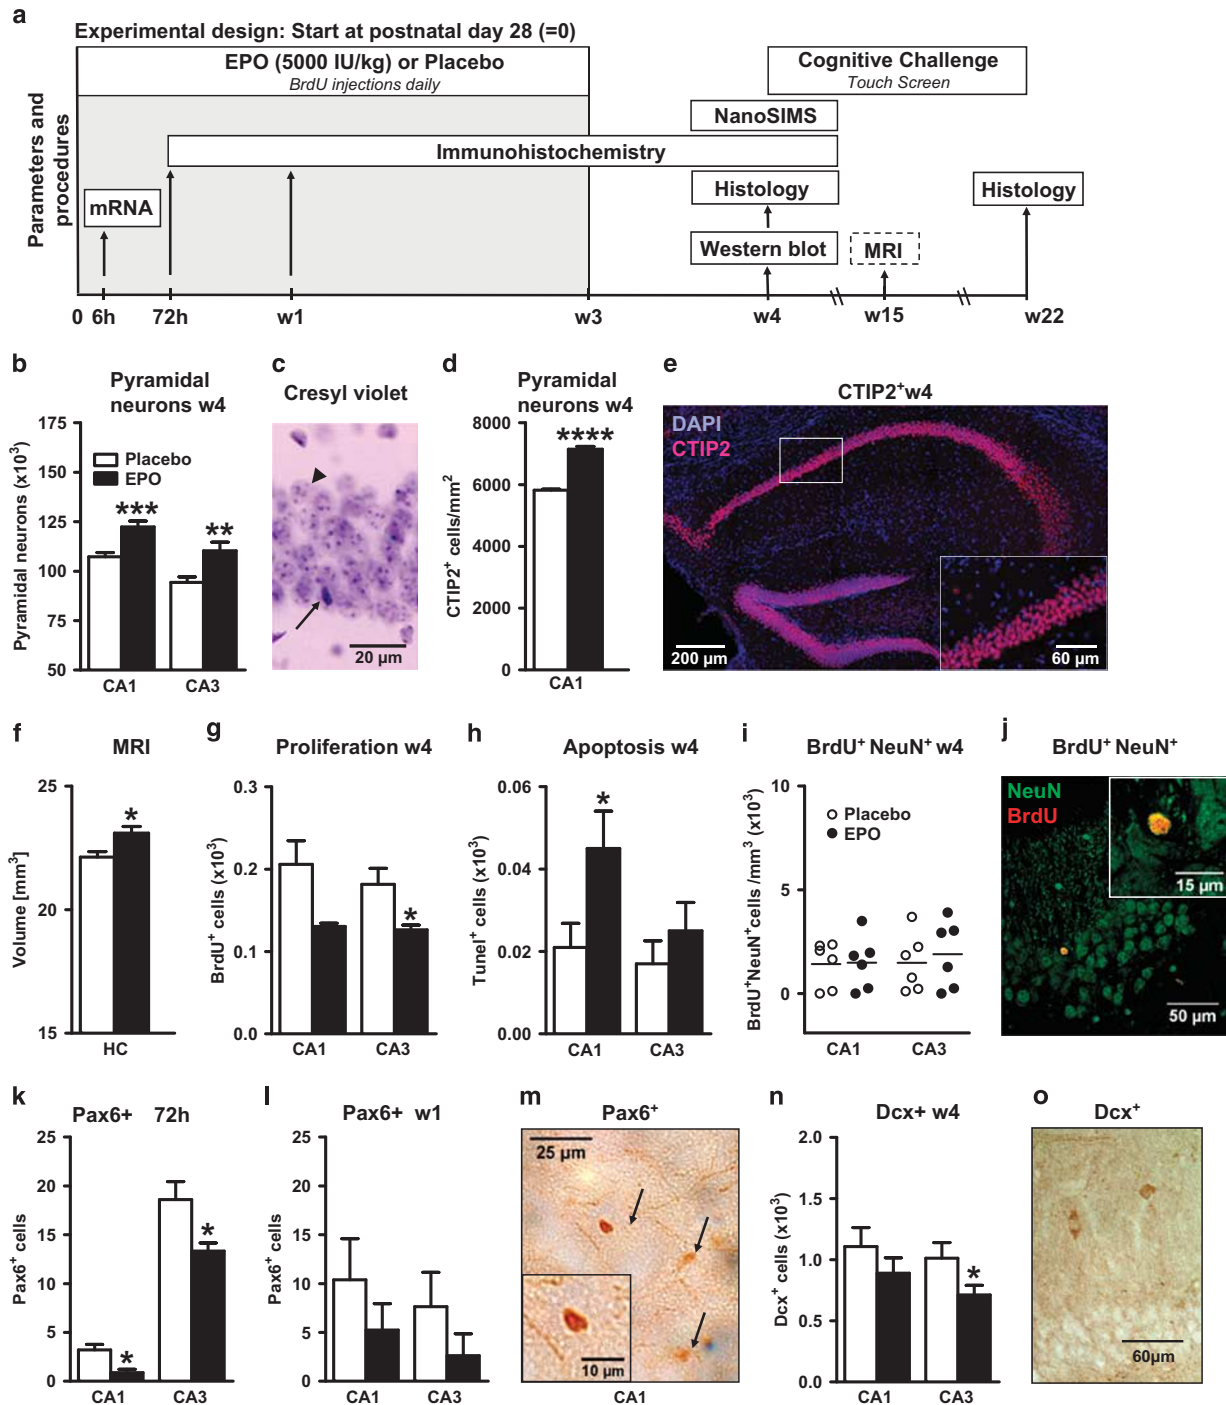 a
Experimental design: Start at postnatal day 28 (=0)
Parameters and
procedures
EPO (5000 IU/kg) or Placebo
BrdU injections daily
Cognitive Challenge
Touch Screen
NanoSIMS
Immunohistochemistry
mRNA
Histology
Histology
Western blot
MRI
0 6h 72h w1 w3 w4 w15 w22
b
Pyramidal
neurons w4
Pyramidal neurons (x10³)
175
150
125
100
75
50
Placebo
EPO
***
**
CA1 CA3
c
Cresyl violet
20 µm
d
Pyramidal
neurons w4
CTIP2⁺ cells/mm²
8000
6000
4000
2000
0
****
CA1
e
CTIP2⁺w4
DAPI
CTIP2
200 µm
60 µm
f
MRI
Volume [mm³]
25
20
15
*
HC
g
Proliferation w4
BrdU⁺ cells (x10³)
0.3
0.2
0.1
0.0
*
CA1 CA3
h
Apoptosis w4
Tunel⁺ cells (x10³)
0.06
0.04
0.02
0.00
*
CA1 CA3
i
BrdU⁺ NeuN⁺ w4
BrdU⁺NeuN⁺cells /mm³ (x10³)
10
5
0
Placebo
EPO
CA1 CA3
j
BrdU⁺ NeuN⁺
NeuN
BrdU
15 µm
50 µm
k
Pax6+ 72h
Pax6⁺ cells
25
20
15
10
5
0
*
*
CA1 CA3
l
Pax6+ w1
Pax6⁺ cells
25
20
15
10
5
0
CA1 CA3
m
Pax6⁺
25 µm
10 µm
CA1
n
Dcx+ w4
Dcx⁺ cells (x10³)
2.0
1.5
1.0
0.5
0.0
*
CA1 CA3
o
Dcx⁺
60µm